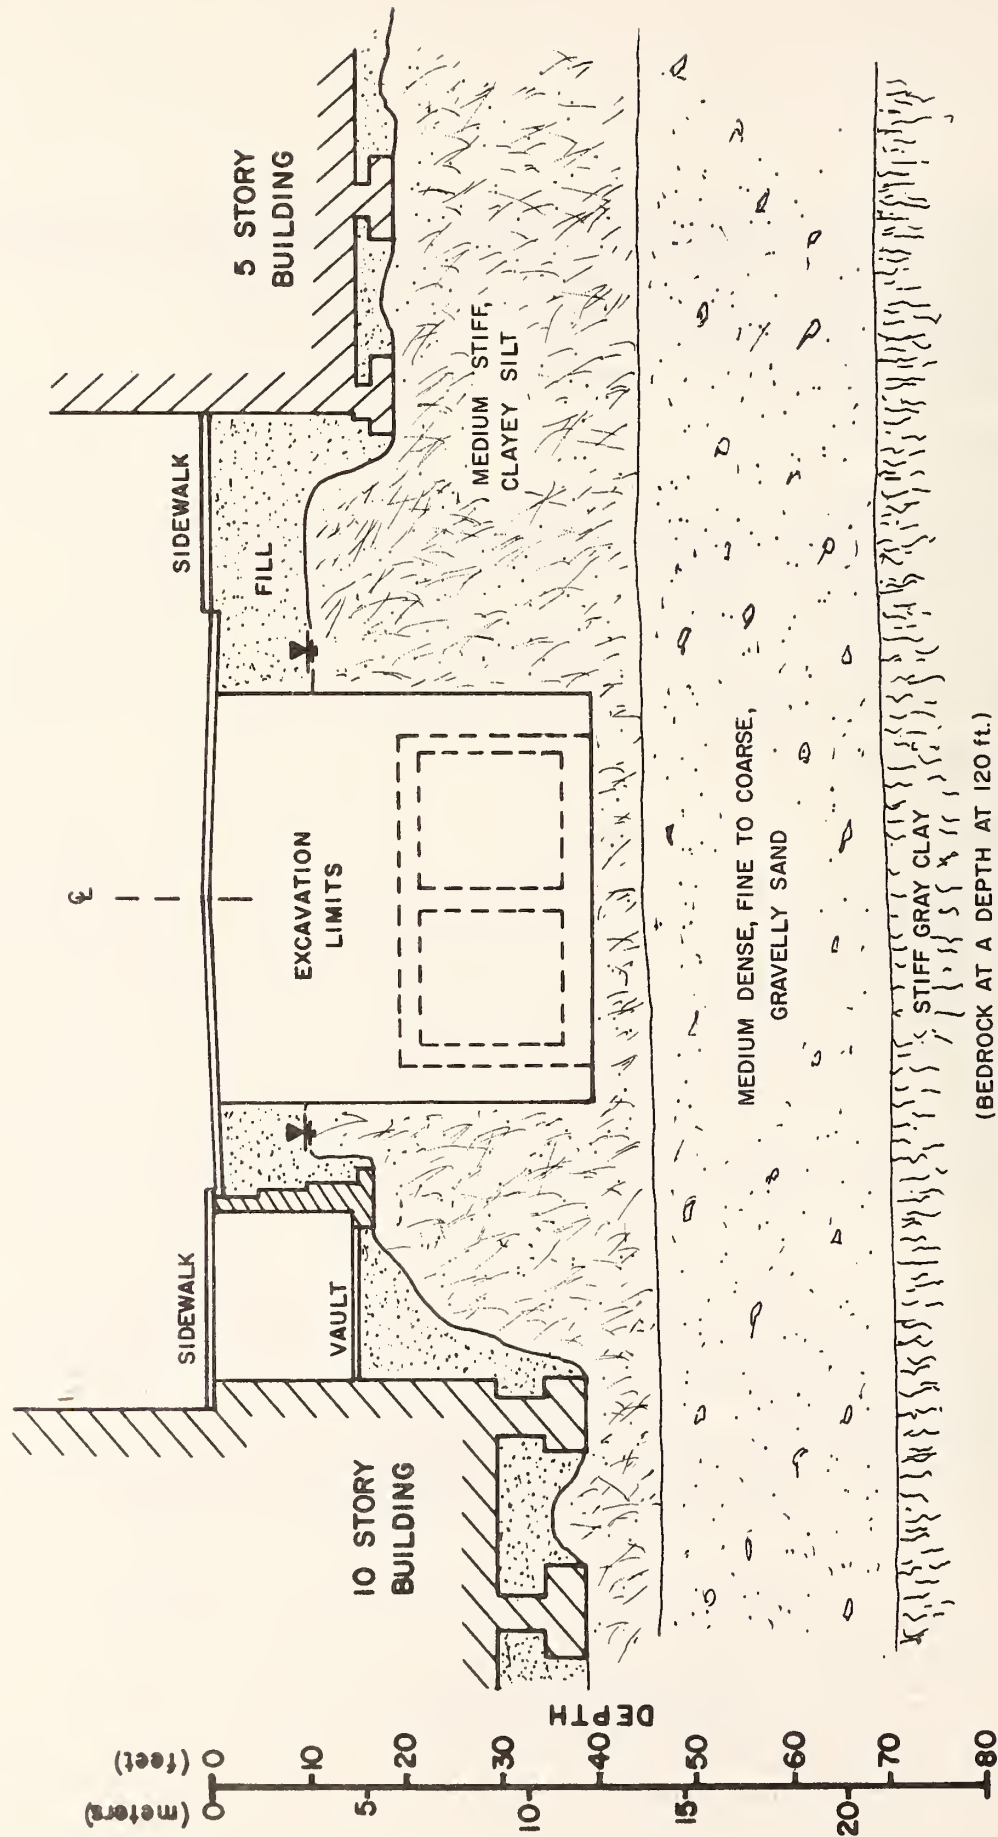 5 STORY
BUILDING
SIDEWALK
FILL
MEDIUM STIFF,
CLAYEY SILT
℄
EXCAVATION
LIMITS
MEDIUM DENSE, FINE TO COARSE,
GRAVELLY SAND
STIFF GRAY CLAY
(BEDROCK AT A DEPTH AT 120 ft.)
SIDEWALK
VAULT
10 STORY
BUILDING
DEPTH
(feet)
0
10
20
30
40
50
60
70
80
(meters)
0
5
10
15
20